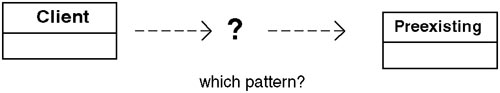 Client
?
Preexisting
which pattern?